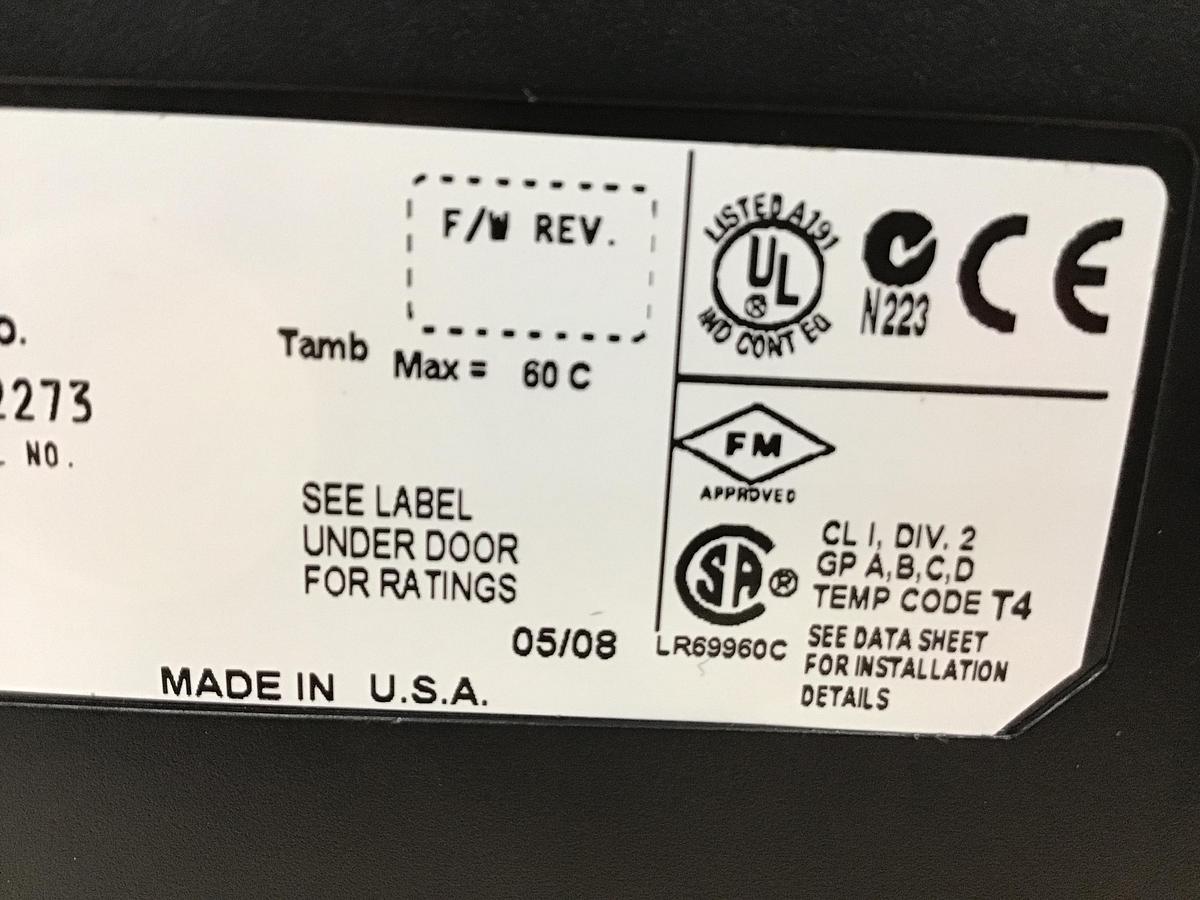 F/W REV.
Tamb Max = 60 C
2273
NO.
SEE LABEL
UNDER DOOR
FOR RATINGS
05/08
MADE IN U.S.A.
LISTED A191
UL
IND CONT EQ
N223
CE
FM
APPROVED
SA®
LR69960C
CL I, DIV. 2
GP A,B,C,D
TEMP CODE T4
SEE DATA SHEET
FOR INSTALLATION
DETAILS